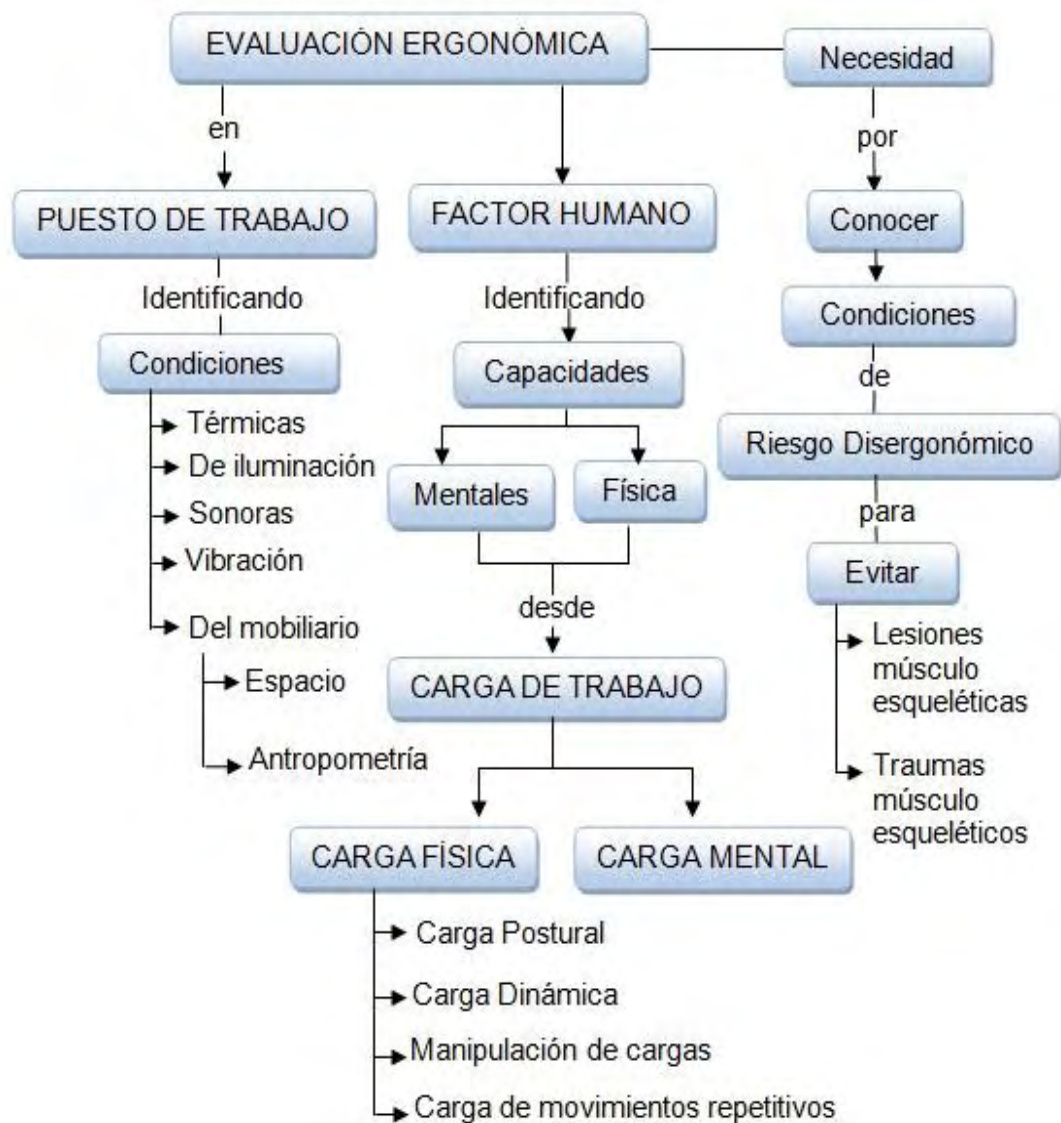 EVALUACIÓN ERGONÓMICA
Necesidad
en
por
PUESTO DE TRABAJO
FACTOR HUMANO
Conocer
Identificando
Identificando
Condiciones
Condiciones
Capacidades
de
Térmicas
De iluminación
Sonoras
Vibración
Del mobiliario
Espacio
Antropometría
Mentales
Física
Riesgo Disergonómico
para
Evitar
desde
Lesiones
músculo
esqueléticas
Traumas
músculo
esqueléticos
CARGA DE TRABAJO
CARGA FÍSICA
CARGA MENTAL
Carga Postural
Carga Dinámica
Manipulación de cargas
Carga de movimientos repetitivos